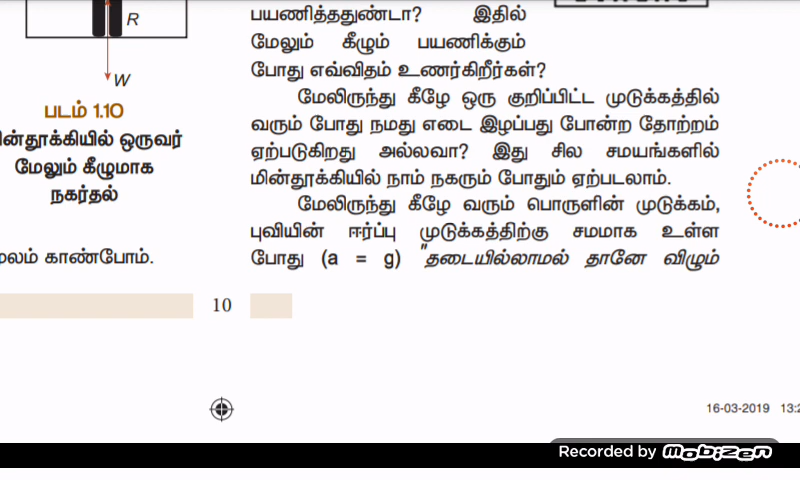 R
W
படம் 1.10
மின்தூக்கியில் ஒருவர்
மேலும் கீழுமாக
நகர்தல்
காண்போம்.
பயணித்ததுண்டா? இதில்
மேலும் கீழும் பயணிக்கும்
போது எவ்விதம் உணர்கிறீர்கள்?
மேலிருந்து கீழே ஒரு குறிப்பிட்ட முடுக்கத்தில்
வரும் போது நமது எடை இழப்பது போன்ற தோற்றம்
ஏற்படுகிறது அல்லவா? இது சில சமயங்களில்
மின்தூக்கியில் நாம் நகரும் போதும் ஏற்படலாம்.
மேலிருந்து கீழே வரும் பொருளின் முடுக்கம்,
புவியின் ஈர்ப்பு முடுக்கத்திற்கு சமமாக உள்ள
போது (a = g) "தடையில்லாமல் தானே விழும்
10
16-03-2019
Recorded by MOBIZEN